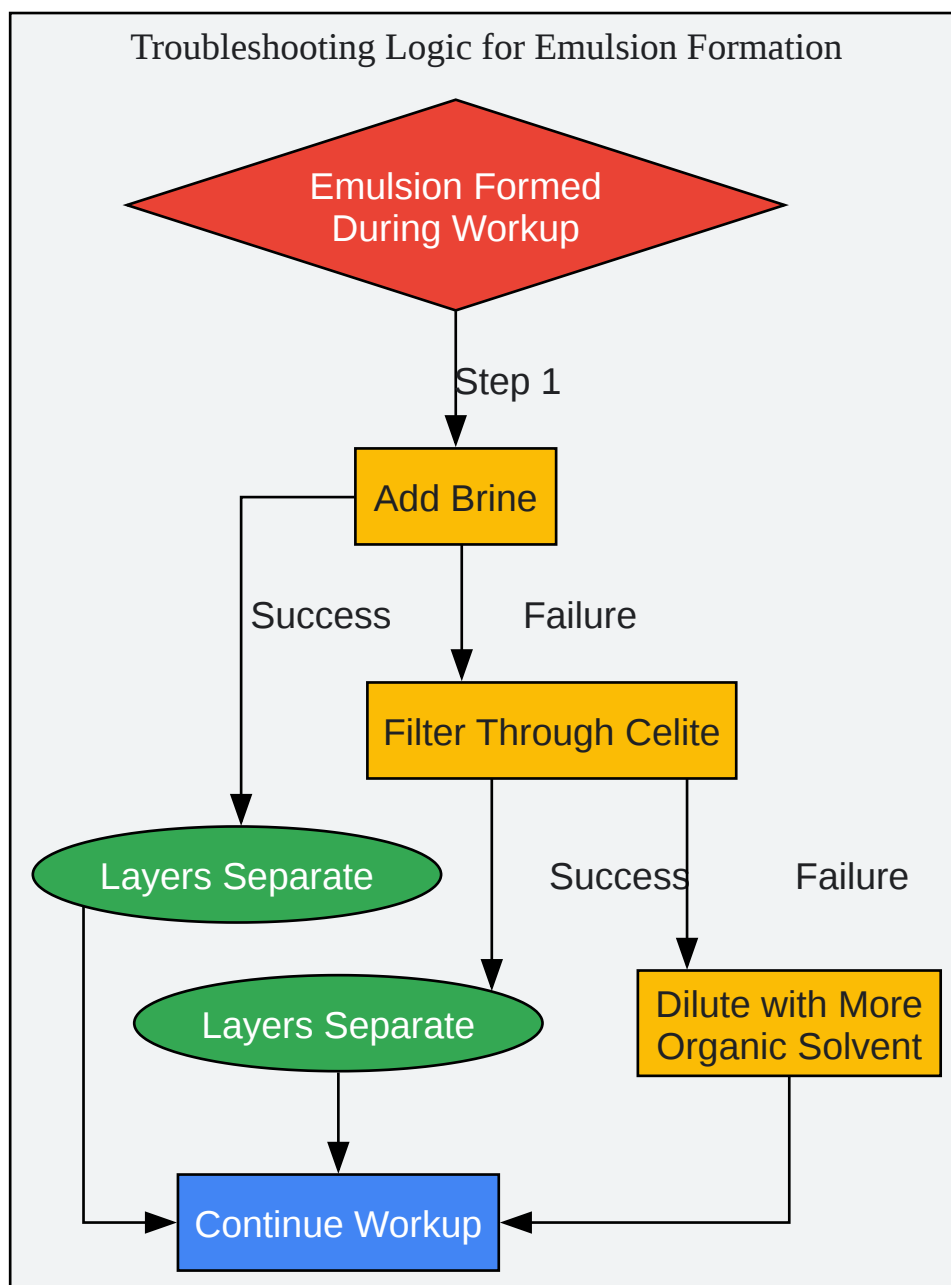 Troubleshooting Logic for Emulsion Formation
Emulsion Formed
During Workup
Step 1
Add Brine
Success
Failure
Filter Through Celite
Layers Separate
Success
Failure
Layers Separate
Dilute with More
Organic Solvent
Continue Workup